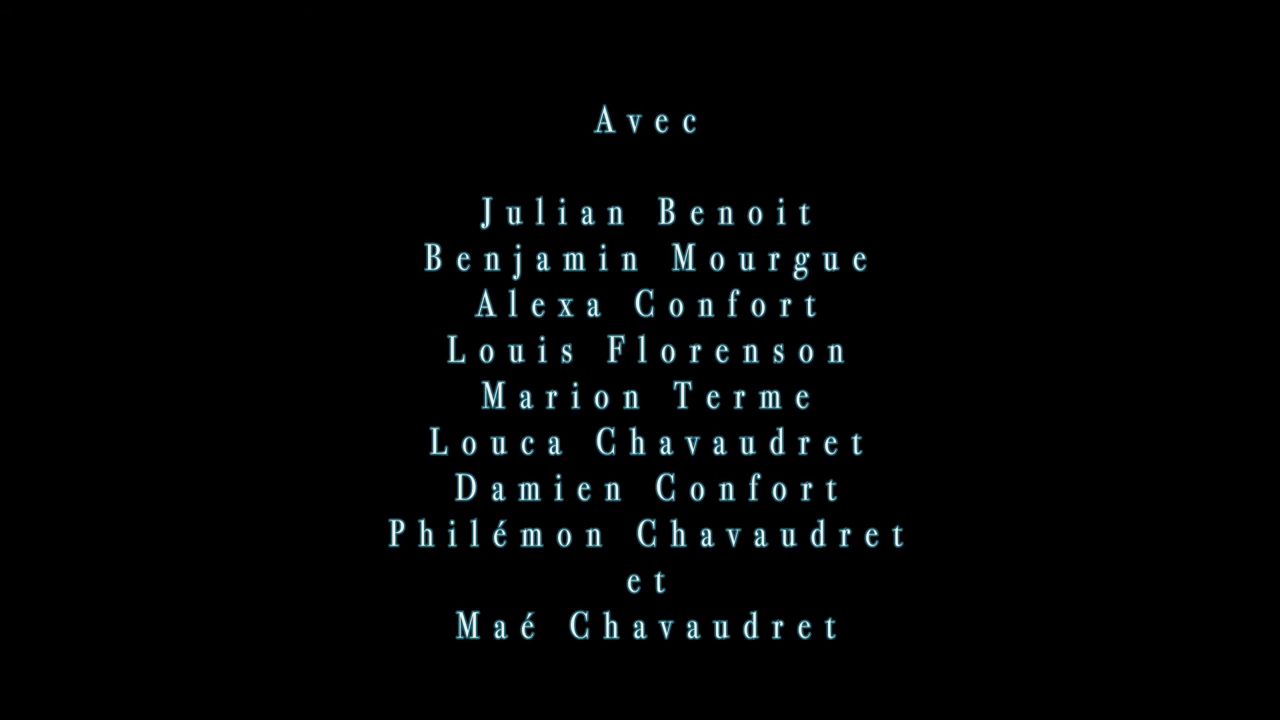 Avec
Julian Benoit
Benjamin Mourgue
Alexa Confort
Louis Florenson
Marion Terme
Louca Chavaudret
Damien Confort
Philémon Chavaudret
et
Maé Chavaudret